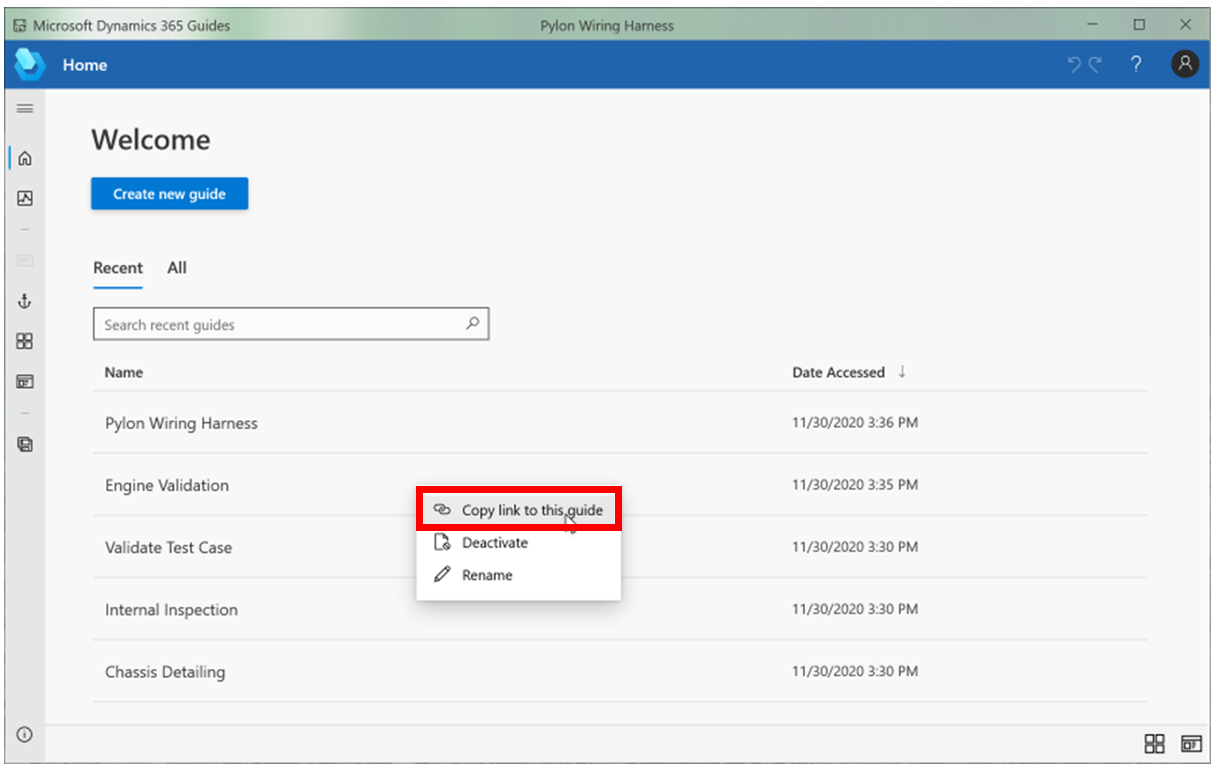 Microsoft Dynamics 365 Guides Pylon Wiring Harness
Home ?
Welcome
Create new guide
Recent All
Search recent guides
Name Date Accessed ↓
Pylon Wiring Harness 11/30/2020 3:36 PM
Engine Validation 11/30/2020 3:35 PM
Copy link to this guide
Deactivate
Rename
Validate Test Case 11/30/2020 3:30 PM
Internal Inspection 11/30/2020 3:30 PM
Chassis Detailing 11/30/2020 3:30 PM